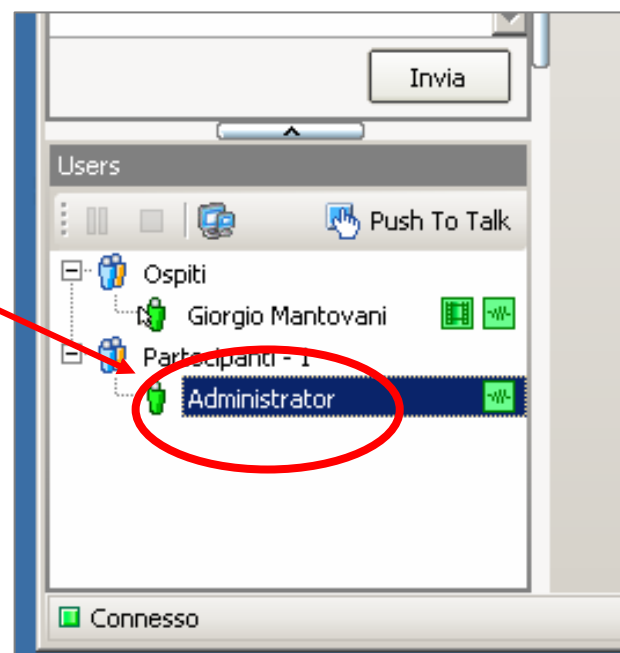 Invia
Users
Push To Talk
Ospiti
Giorgio Mantovani
Partecipanti - 1
Administrator
Connesso